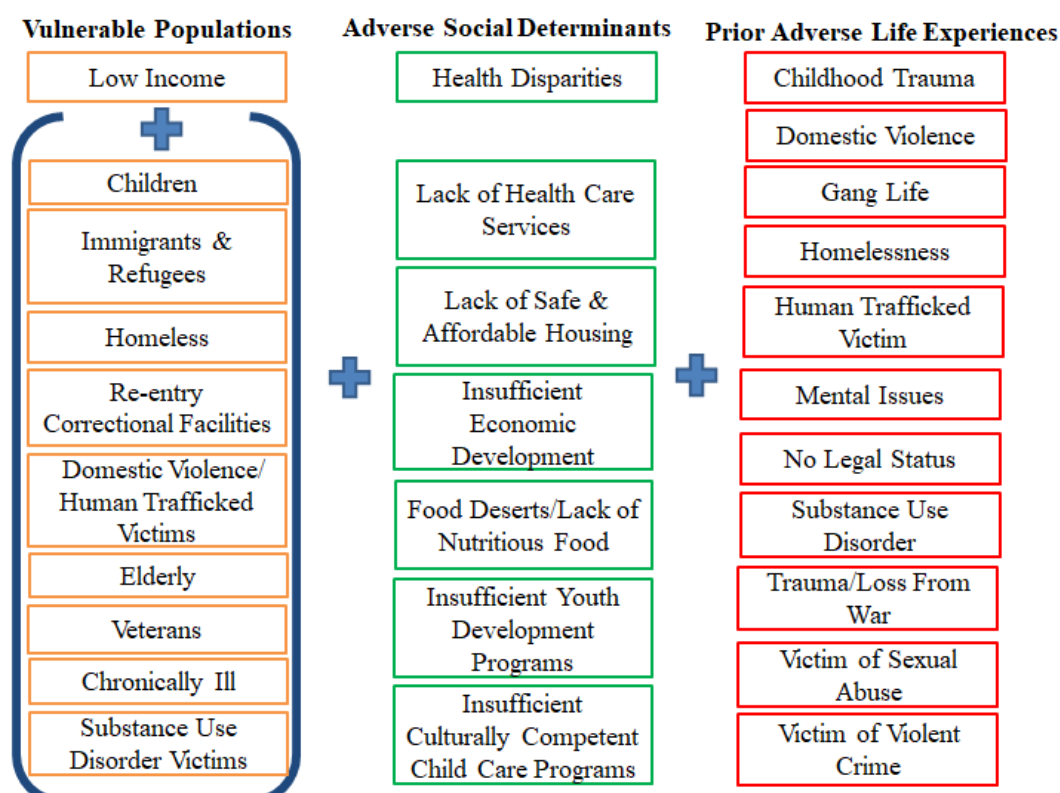 Vulnerable Populations
Low Income
Children
Immigrants &
Refugees
Homeless
Re-entry
Correctional Facilities
Domestic Violence/
Human Trafficked
Victims
Elderly
Veterans
Chronically Ill
Substance Use
Disorder Victims
Adverse Social Determinants
Health Disparities
Lack of Health Care
Services
Lack of Safe &
Affordable Housing
Insufficient
Economic
Development
Food Deserts/Lack of
Nutritious Food
Insufficient Youth
Development
Programs
Insufficient
Culturally Competent
Child Care Programs
Prior Adverse Life Experiences
Childhood Trauma
Domestic Violence
Gang Life
Homelessness
Human Trafficked
Victim
Mental Issues
No Legal Status
Substance Use
Disorder
Trauma/Loss From
War
Victim of Sexual
Abuse
Victim of Violent
Crime